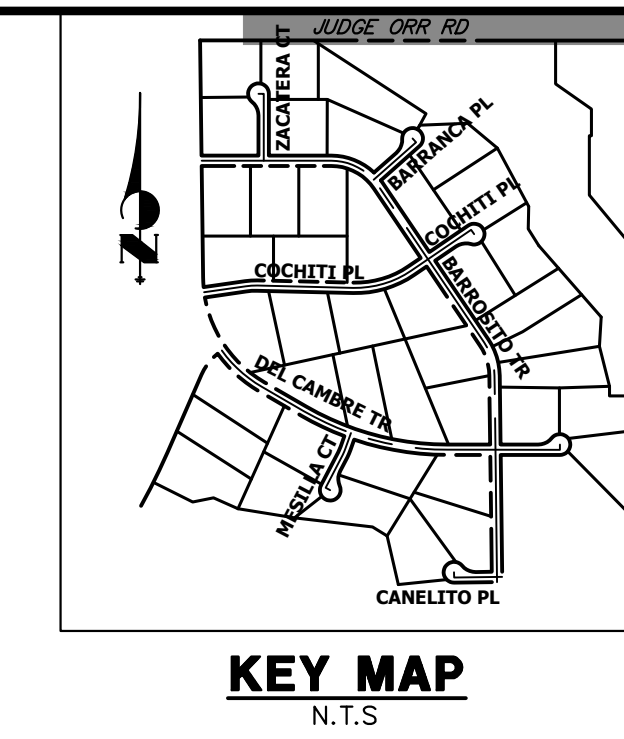 JUDGE ORR RD
ZACATERA CT
BARRANCA PL
COCHITI PL
N
COCHITI PL
BARROSITO TR
DEL CAMBRE TR
MESILLA CT
CANELITO PL
KEY MAP
N.T.S